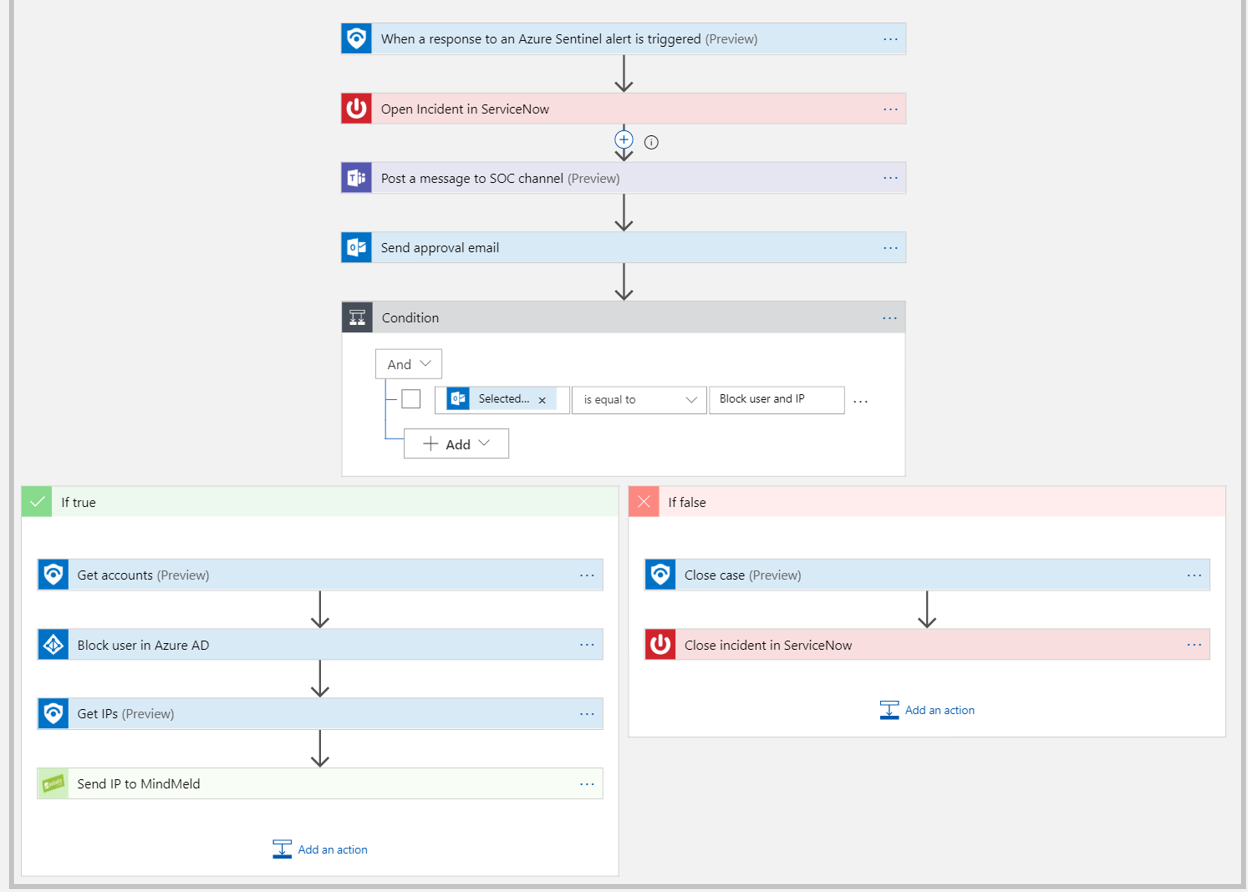 When a response to an Azure Sentinel alert is triggered (Preview)
Open Incident in ServiceNow
Post a message to SOC channel (Preview)
Send approval email
Condition
And
Selected... × is equal to Block user and IP
+ Add
If true
Get accounts (Preview)
Block user in Azure AD
Get IPs (Preview)
Send IP to MindMeld
Add an action
If false
Close case (Preview)
Close incident in ServiceNow
Add an action